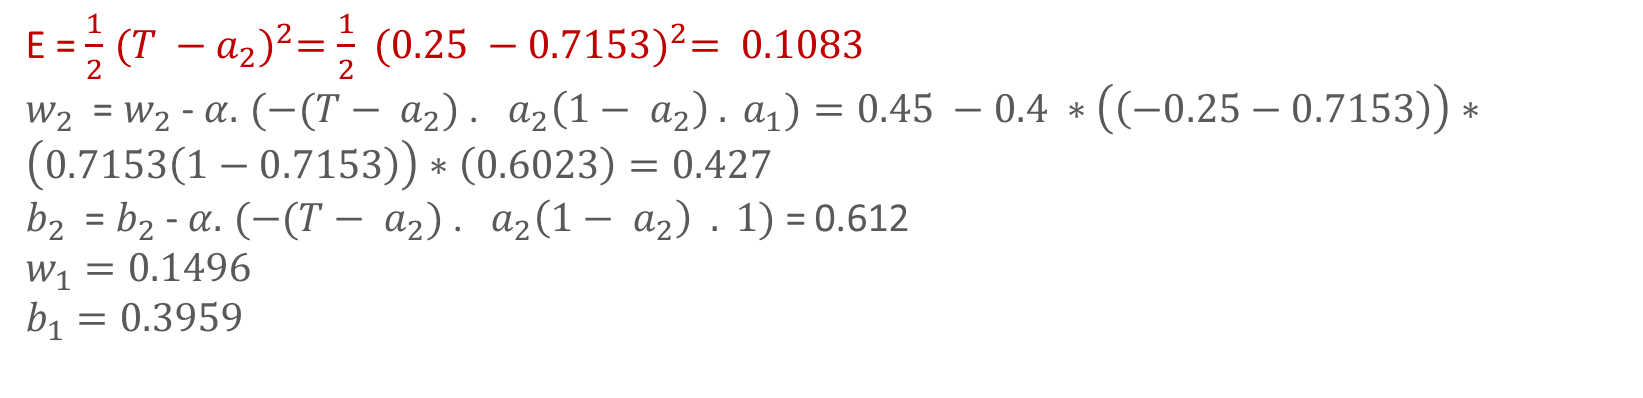 E = 1/2 (T − a₂)² = 1/2 (0.25 − 0.7153)² = 0.1083
w₂ = w₂ - α. (−(T − a₂) . a₂(1 − a₂) . a₁) = 0.45 − 0.4 ∗ ((−0.25 − 0.7153)) ∗
(0.7153(1 − 0.7153)) ∗ (0.6023) = 0.427
b₂ = b₂ - α. (−(T − a₂) . a₂(1 − a₂) . 1) = 0.612
w₁ = 0.1496
b₁ = 0.3959